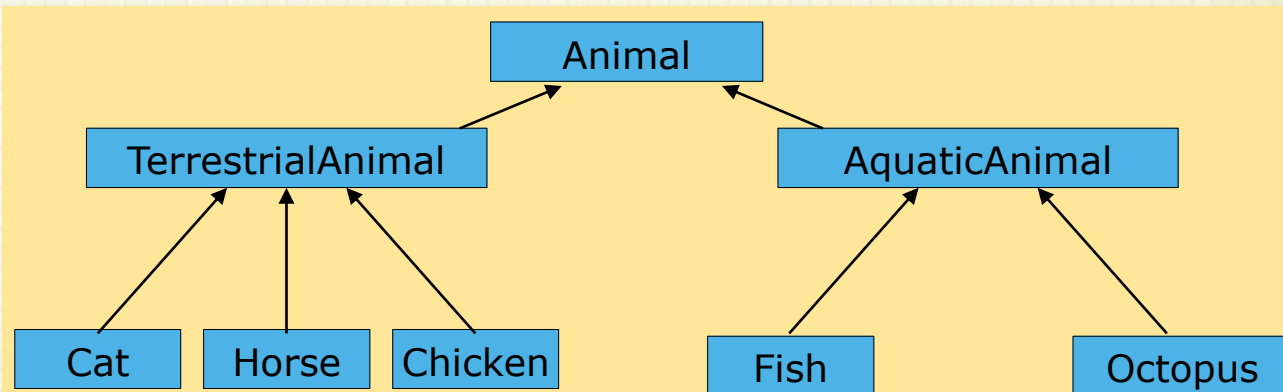 Animal
TerrestrialAnimal
AquaticAnimal
Cat
Horse
Chicken
Fish
Octopus